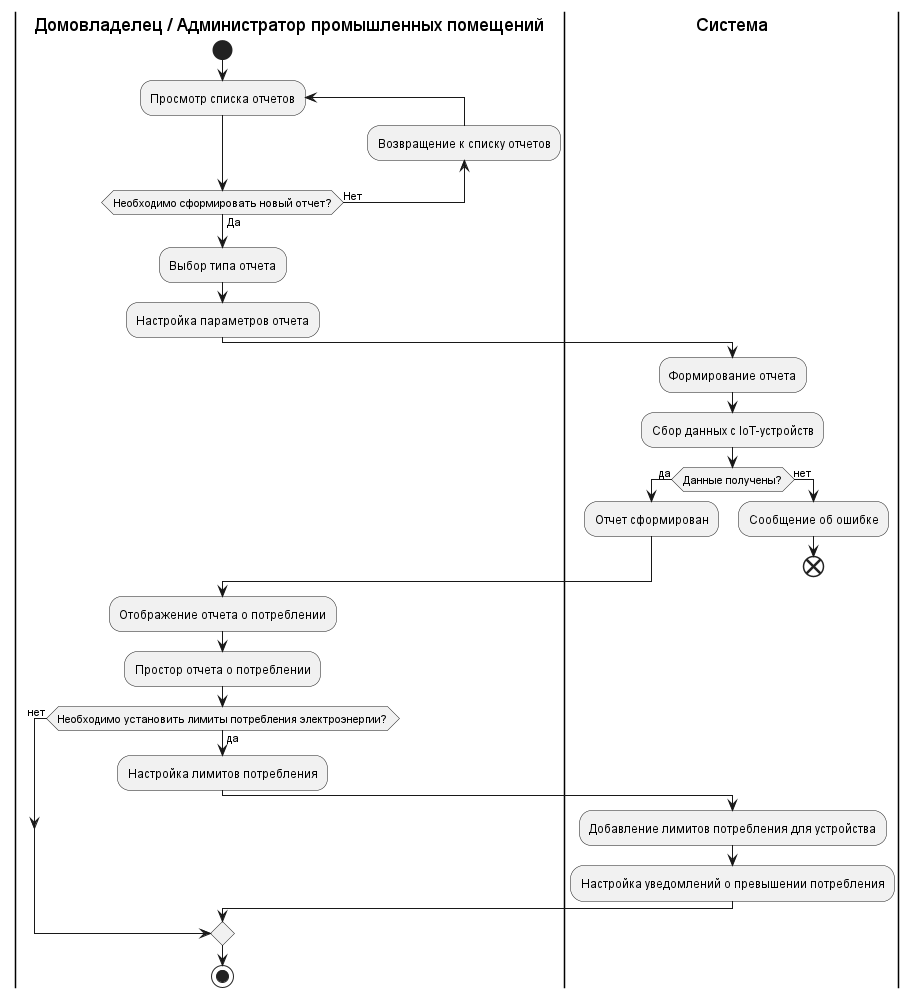 Домовладелец / Администратор промышленных помещений
Система
Просмотр списка отчетов
Возвращение к списку отчетов
Необходимо сформировать новый отчет?
Нет
Да
Выбор типа отчета
Настройка параметров отчета
Формирование отчета
Сбор данных с IoT-устройств
да
Данные получены?
нет
Отчет сформирован
Сообщение об ошибке
Отображение отчета о потреблении
Простор отчета о потреблении
нет
Необходимо установить лимиты потребления электроэнергии?
да
Настройка лимитов потребления
Добавление лимитов потребления для устройства
Настройка уведомлений о превышении потребления